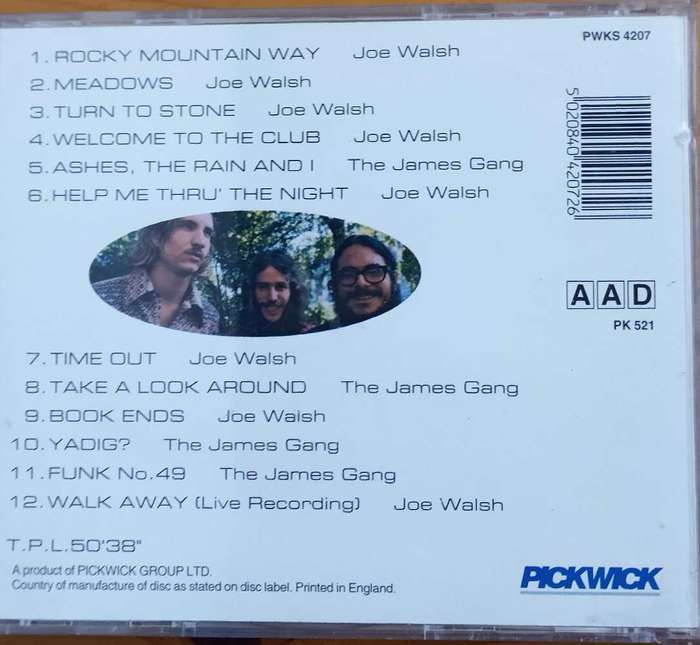 PWKS 4207
1. ROCKY MOUNTAIN WAY Joe Walsh
2. MEADOWS Joe Walsh
3. TURN TO STONE Joe Walsh
4. WELCOME TO THE CLUB Joe Walsh
5. ASHES, THE RAIN AND I The James Gang
6. HELP ME THRU' THE NIGHT Joe Walsh
5 020840 420726
AAD
PK 521
7. TIME OUT Joe Walsh
8. TAKE A LOOK AROUND The James Gang
9. BOOK ENDS Joe Walsh
10. YADIG? The James Gang
11. FUNK No.49 The James Gang
12. WALK AWAY (Live Recording) Joe Walsh
T.P.L.50'38"
A product of PICKWICK GROUP LTD.
Country of manufacture of disc as stated on disc label. Printed in England.
PICKWICK